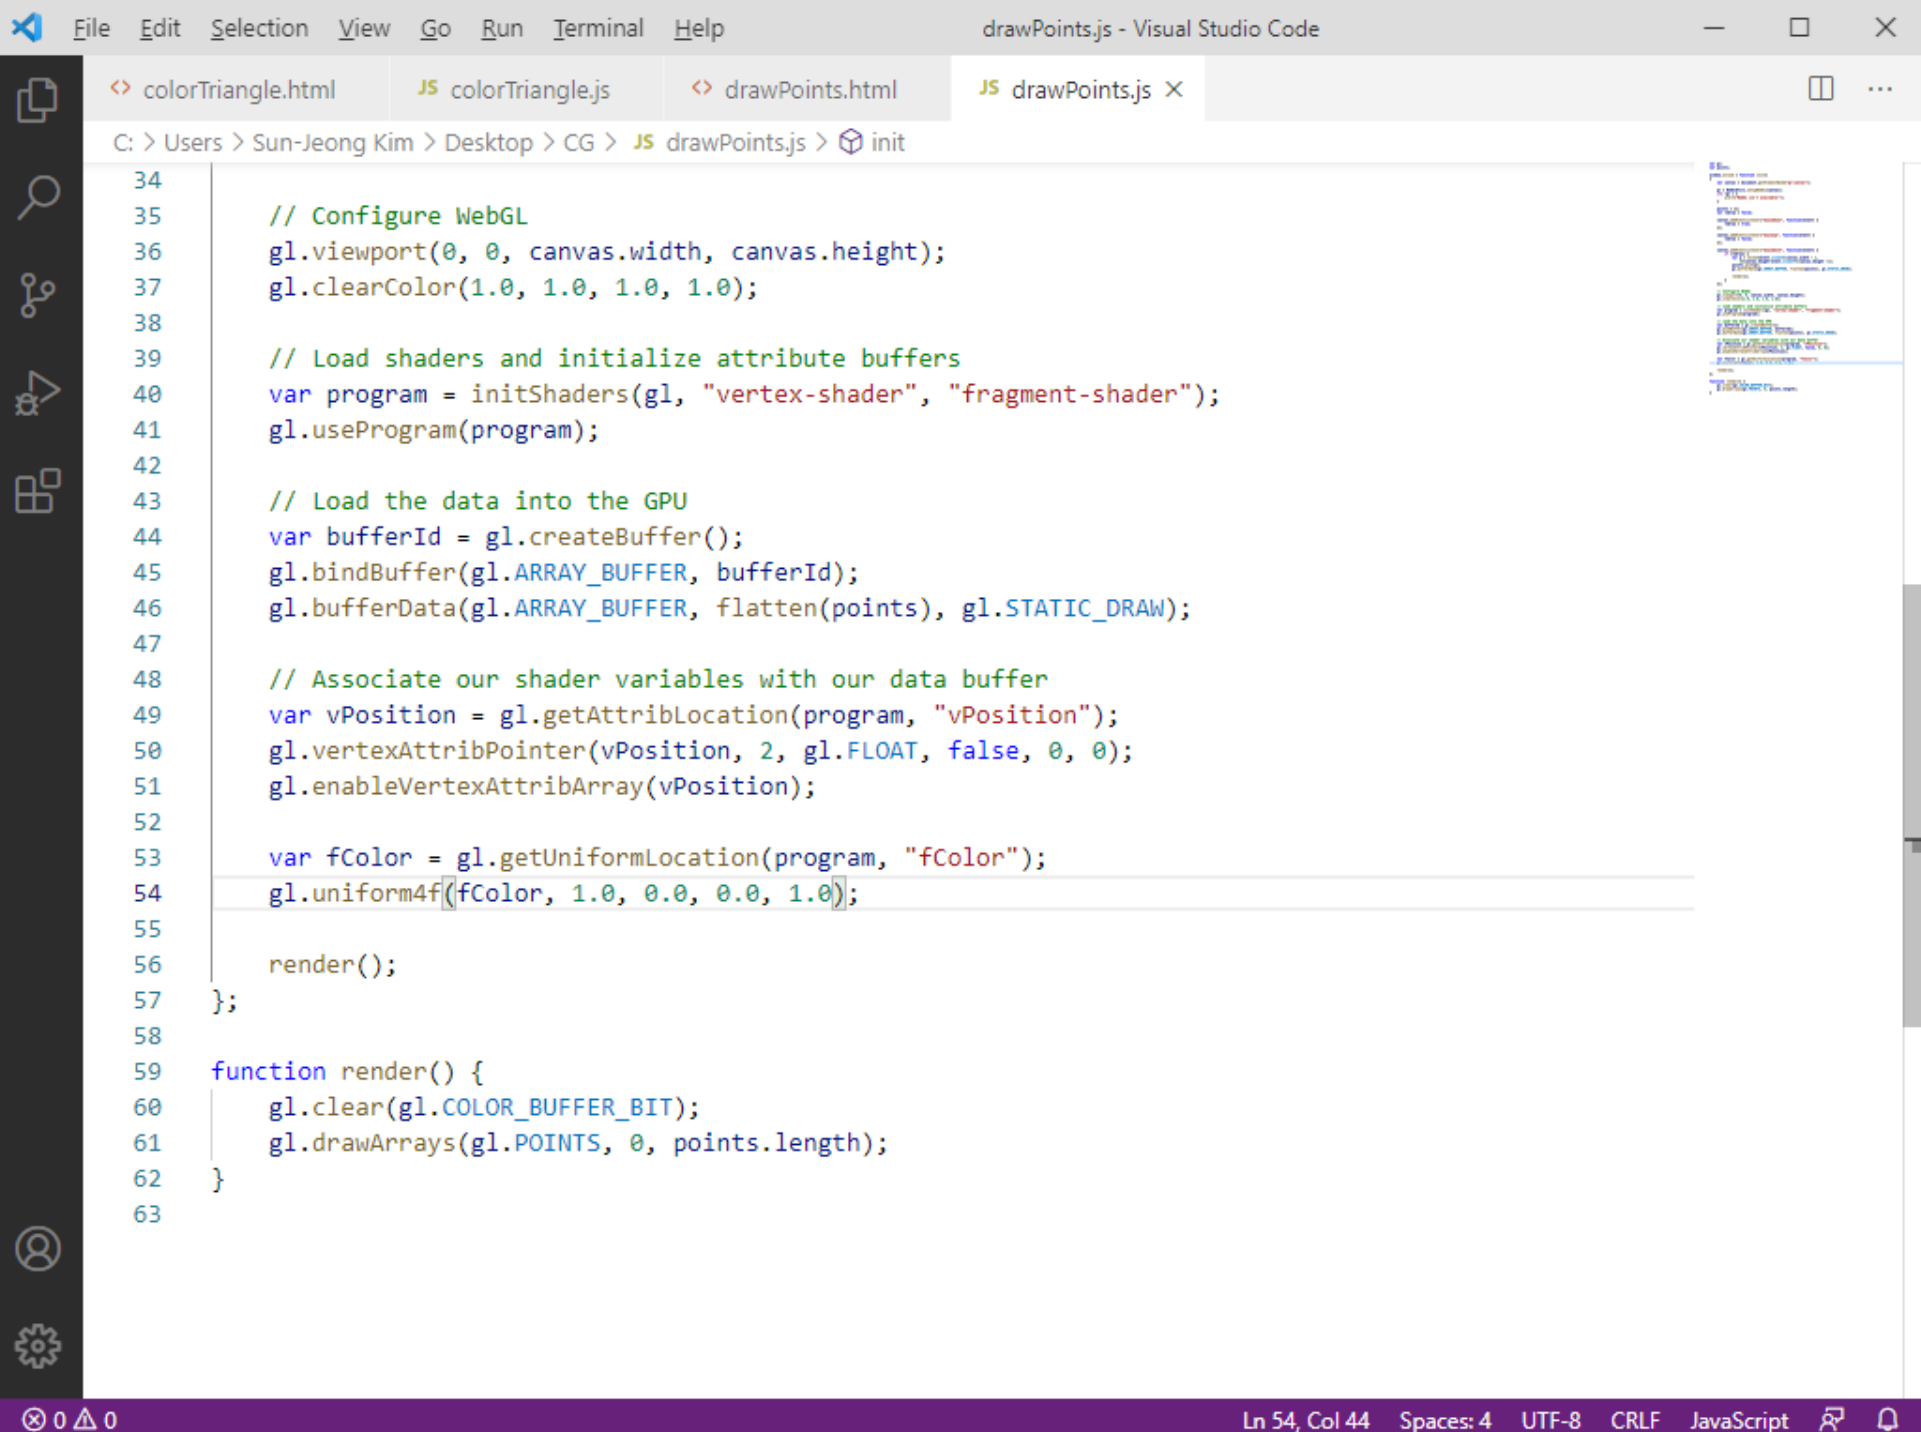 File Edit Selection View Go Run Terminal Help drawPoints.js - Visual Studio Code
<> colorTriangle.html JS colorTriangle.js <> drawPoints.html JS drawPoints.js
C: > Users > Sun-Jeong Kim > Desktop > CG > JS drawPoints.js > init
34
35 // Configure WebGL
36 gl.viewport(0, 0, canvas.width, canvas.height);
37 gl.clearColor(1.0, 1.0, 1.0, 1.0);
38
39 // Load shaders and initialize attribute buffers
40 var program = initShaders(gl, "vertex-shader", "fragment-shader");
41 gl.useProgram(program);
42
43 // Load the data into the GPU
44 var bufferId = gl.createBuffer();
45 gl.bindBuffer(gl.ARRAY_BUFFER, bufferId);
46 gl.bufferData(gl.ARRAY_BUFFER, flatten(points), gl.STATIC_DRAW);
47
48 // Associate our shader variables with our data buffer
49 var vPosition = gl.getAttribLocation(program, "vPosition");
50 gl.vertexAttribPointer(vPosition, 2, gl.FLOAT, false, 0, 0);
51 gl.enableVertexAttribArray(vPosition);
52
53 var fColor = gl.getUniformLocation(program, "fColor");
54 gl.uniform4f(fColor, 1.0, 0.0, 0.0, 1.0);
55
56 render();
57 };
58
59 function render() {
60 gl.clear(gl.COLOR_BUFFER_BIT);
61 gl.drawArrays(gl.POINTS, 0, points.length);
62 }
63
0 0 Ln 54, Col 44 Spaces: 4 UTF-8 CRLF JavaScript